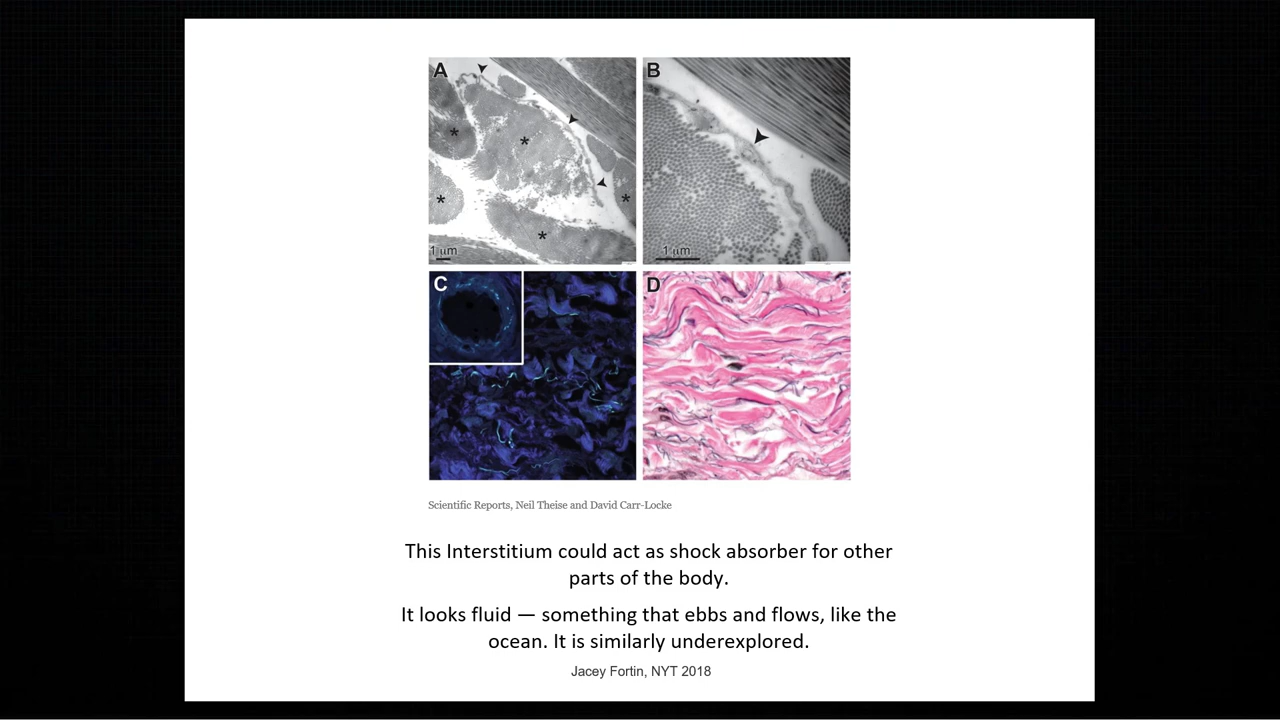 A
B
* * * * *
1 μm
1 μm
C
D
Scientific Reports, Neil Theise and David Carr-Locke
This Interstitium could act as shock absorber for other
parts of the body.
It looks fluid — something that ebbs and flows, like the
ocean. It is similarly underexplored.
Jacey Fortin, NYT 2018